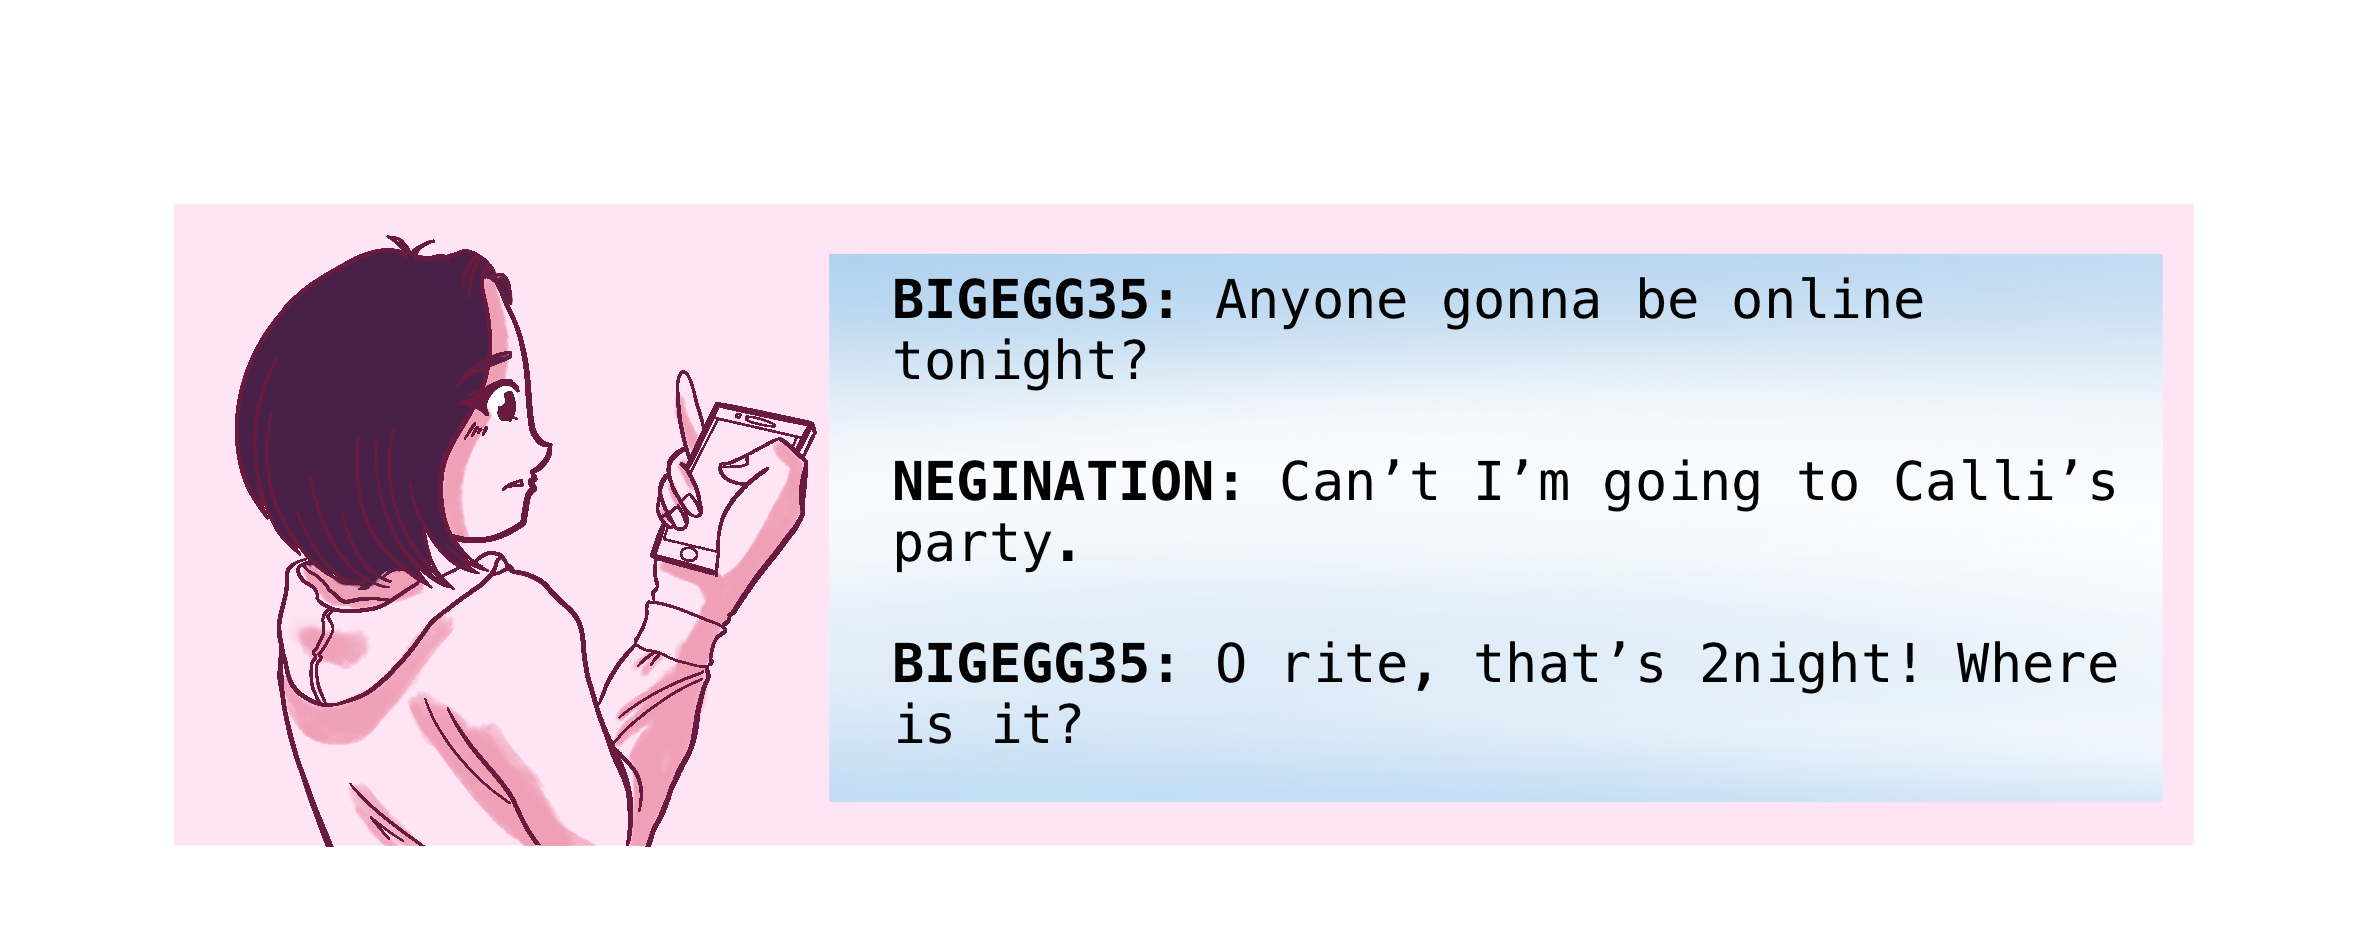 BIGEGG35: Anyone gonna be online
tonight?
NEGINATION: Can’t I’m going to Calli’s
party.
BIGEGG35: O rite, that’s 2night! Where
is it?